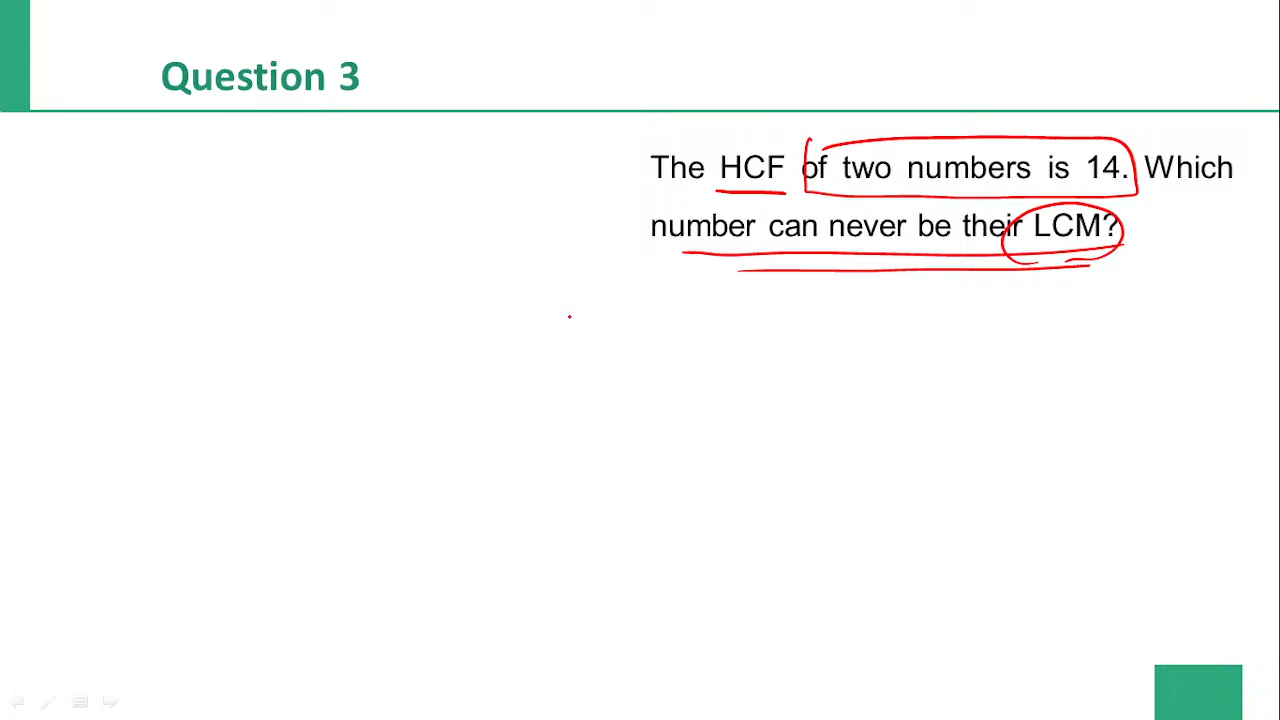 Question 3
The HCF of two numbers is 14. Which
number can never be their LCM?